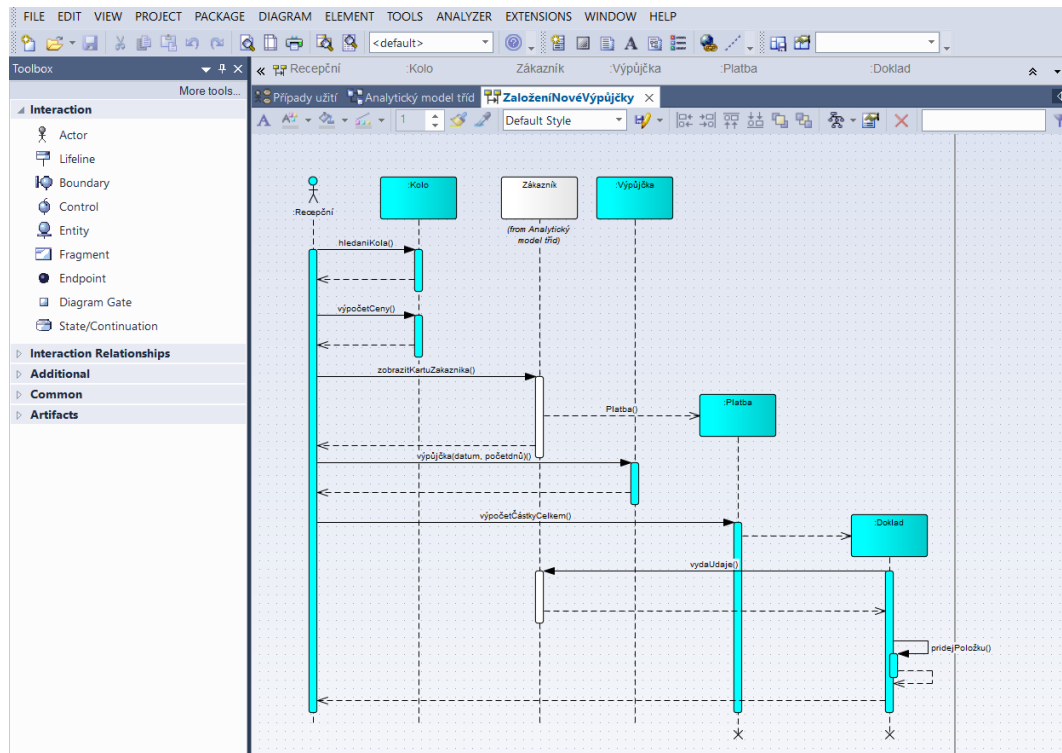 FILE EDIT VIEW PROJECT PACKAGE DIAGRAM ELEMENT TOOLS ANALYZER EXTENSIONS WINDOW HELP
<default>
Toolbox
More tools...
Interaction
Actor
Lifeline
Boundary
Control
Entity
Fragment
Endpoint
Diagram Gate
State/Continuation
Interaction Relationships
Additional
Common
Artifacts
Recepční :Kolo Zákazník :Výpůjčka :Platba :Doklad
Případy užití Analytický model tříd ZaloženíNovéVýpůjčky
1 Default Style
:Recepční
:Kolo
Zákazník
(from Analytický
model tříd)
:Výpůjčka
hledaniKola()
výpočetCeny()
zobrazitKartuZakaznika()
Platba()
:Platba
výpůjčka(datum, početdnů)()
výpočetČástkyCelkem()
:Doklad
vydaUdaje()
pridejPoložku()